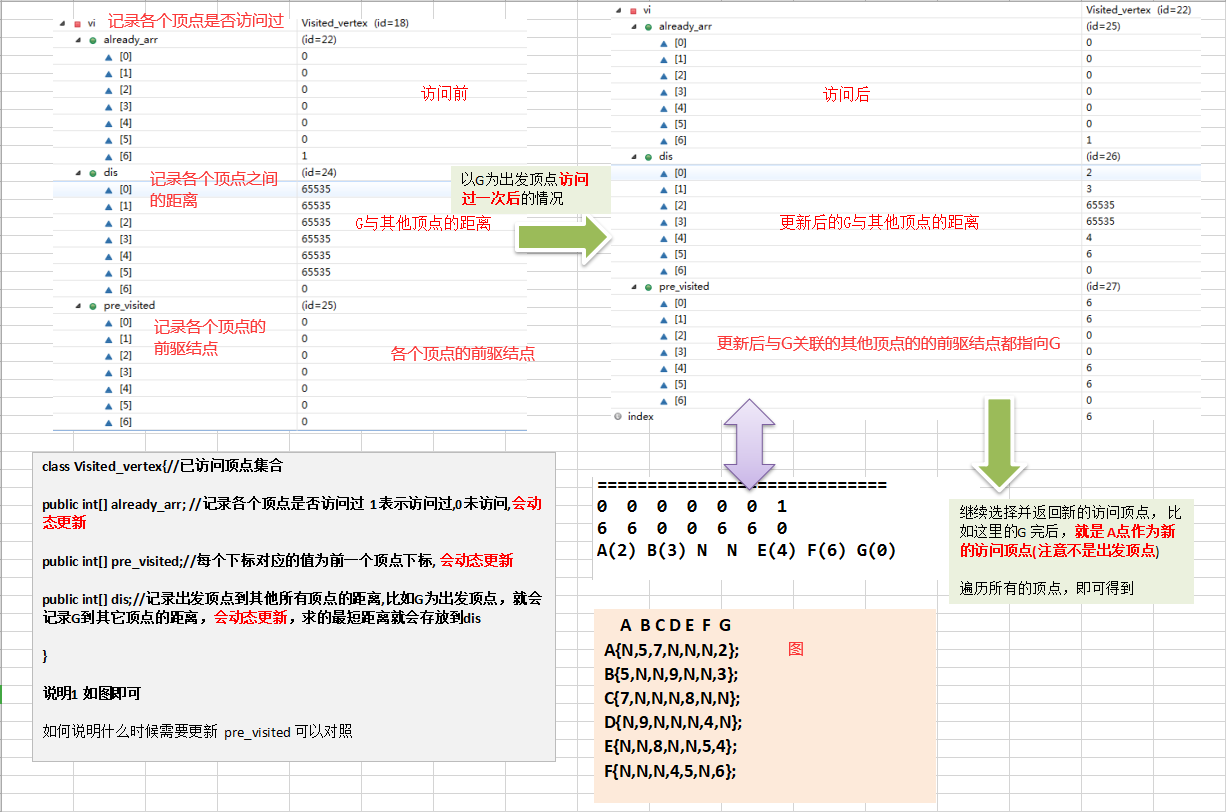 vi 记录各个顶点是否访问过 Visited_vertex (id=18)
already_arr (id=22)
[0] 0
[1] 0
[2] 0
[3] 0
[4] 0
[5] 0
[6] 1
访问前
dis (id=24)
记录各个顶点之间
的距离
[0] 65535
[1] 65535
[2] 65535
[3] 65535
[4] 65535
[5] 65535
[6] 0
G与其他顶点的距离
pre_visited (id=25)
记录各个顶点的
前驱结点
[0] 0
[1] 0
[2] 0
[3] 0
[4] 0
[5] 0
[6] 0
各个顶点的前驱结点
以G为出发顶点访问
过一次后的情况
vi Visited_vertex (id=22)
already_arr (id=25)
[0] 0
[1] 0
[2] 0
[3] 0
[4] 0
[5] 0
[6] 1
访问后
dis (id=26)
[0] 2
[1] 3
[2] 65535
[3] 65535
[4] 4
[5] 6
[6] 0
更新后的G与其他顶点的距离
pre_visited (id=27)
[0] 6
[1] 6
[2] 0
[3] 0
[4] 6
[5] 6
[6] 0
更新后与G关联的其他顶点的的前驱结点都指向G
index 6
class Visited_vertex{//已访问顶点集合
public int[] already_arr; //记录各个顶点是否访问过 1表示访问过,0未访问,会动
态更新
public int[] pre_visited;//每个下标对应的值为前一个顶点下标, 会动态更新
public int[] dis;//记录出发顶点到其他所有顶点的距离,比如G为出发顶点，就会
记录G到其它顶点的距离，会动态更新，求的最短距离就会存放到dis
}
说明1 如图即可
如何说明什么时候需要更新 pre_visited 可以对照
=============================
0 0 0 0 0 0 1
6 6 0 0 6 6 0
A(2) B(3) N N E(4) F(6) G(0)
继续选择并返回新的访问顶点，比
如这里的G 完后，就是 A点作为新
的访问顶点(注意不是出发顶点)
遍历所有的顶点，即可得到
A B C D E F G
A{N,5,7,N,N,N,2};
B{5,N,N,9,N,N,3};
C{7,N,N,N,8,N,N};
D{N,9,N,N,N,4,N};
E{N,N,8,N,N,5,4};
F{N,N,N,4,5,N,6};
图